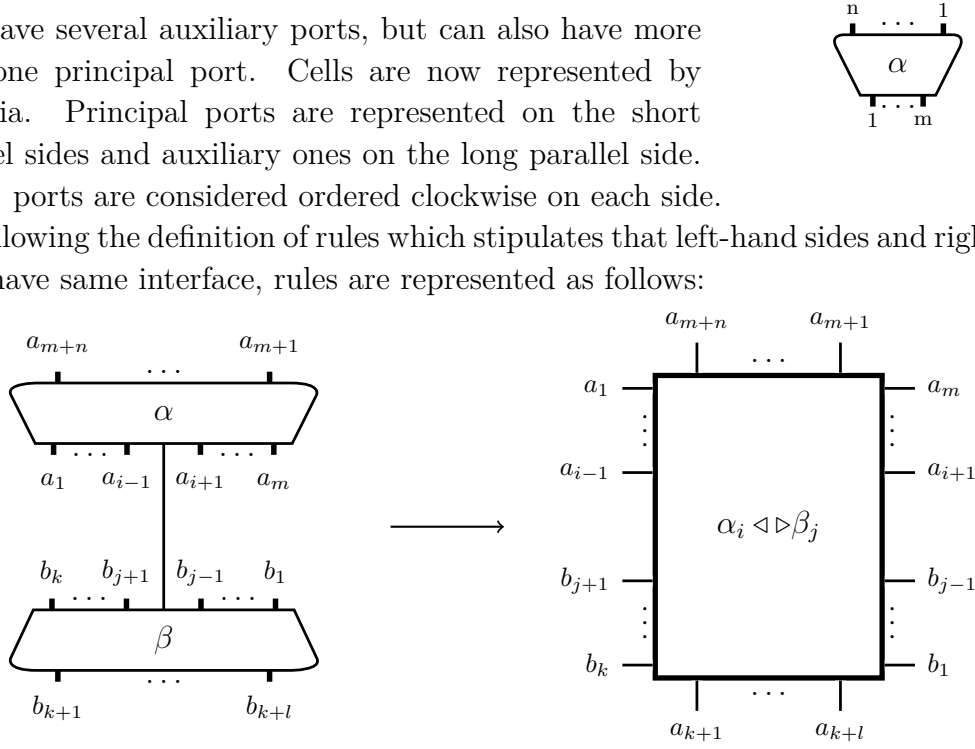 ave several auxiliary ports, but can also have more
one principal port. Cells are now represented by
ia. Principal ports are represented on the short
el sides and auxiliary ones on the long parallel side.
ports are considered ordered clockwise on each side.
llowing the definition of rules which stipulates that left-hand sides and righ
have same interface, rules are represented as follows:
n ... 1
α
1 ... m
a_{m+n} ... a_{m+1}
α
... ...
a_1 a_{i-1} a_{i+1} a_m
b_k b_{j+1} b_{j-1} b_1
... ...
β
...
b_{k+1} b_{k+l}
a_{m+n} a_{m+1}
...
a_1 a_m
a_{i-1} a_{i+1}
α_i ◁ ▷ β_j
b_{j+1} b_{j-1}
b_k b_1
...
a_{k+1} a_{k+l}